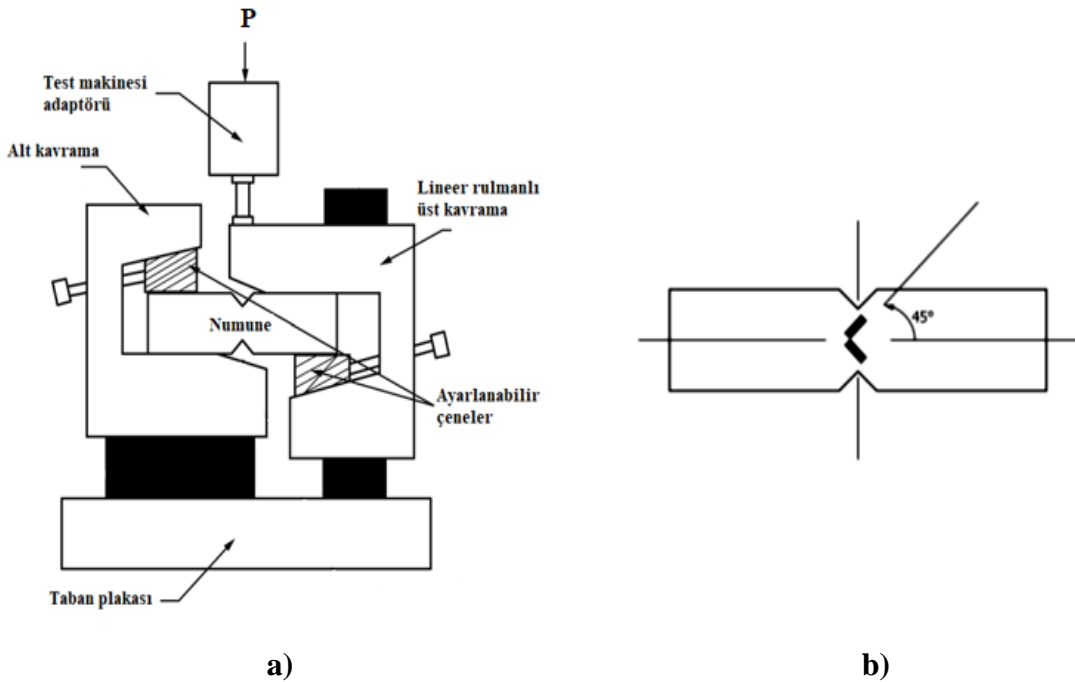 P
Test makinesi
adaptörü
Alt kavrama
Lineer rulmanlı
üst kavrama
Numune
Ayarlanabilir
çeneler
Taban plakası
45°
a)
b)